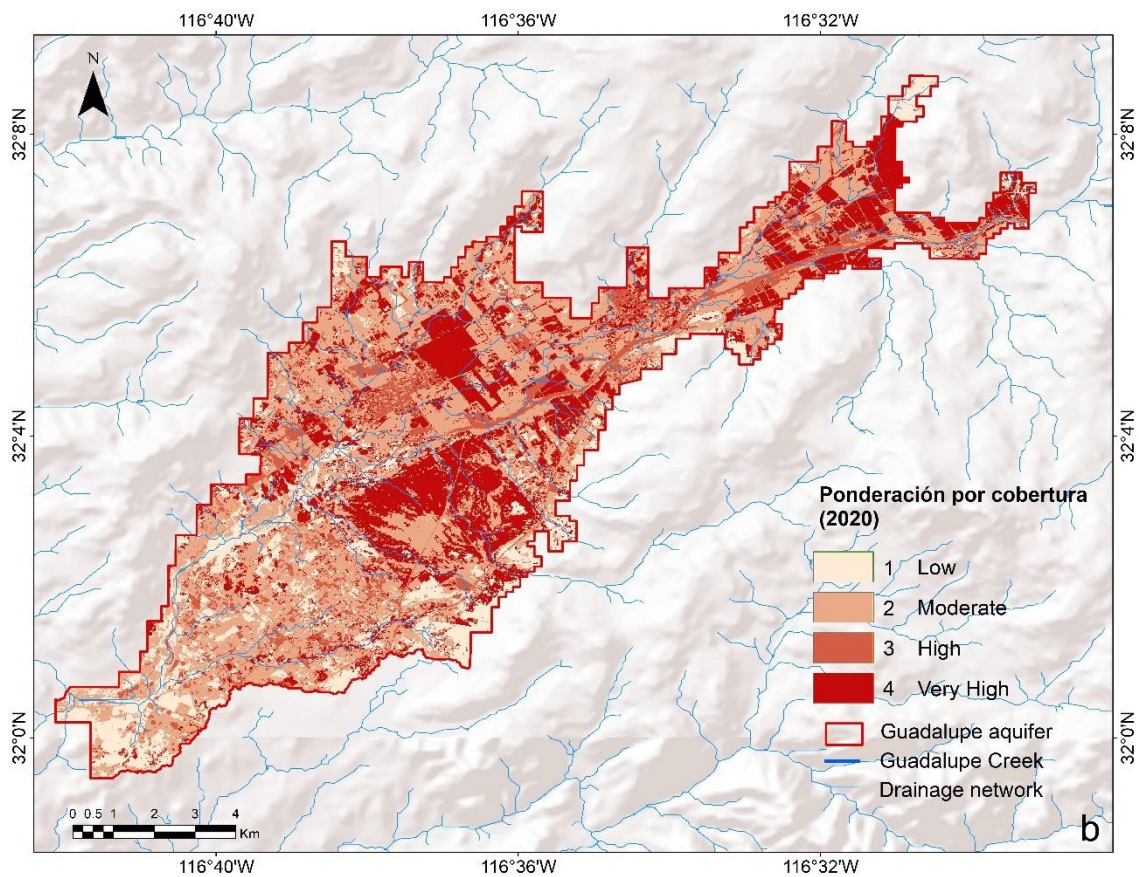 116°40'W 116°36'W 116°32'W
N
32°8'N 32°8'N
32°4'N 32°4'N
Ponderación por cobertura
(2020)
1 Low
2 Moderate
3 High
4 Very High
Guadalupe aquifer
32°0'N 32°0'N
Guadalupe Creek
Drainage network
0 0.5 1 2 3 4
Km
b
116°40'W 116°36'W 116°32'W